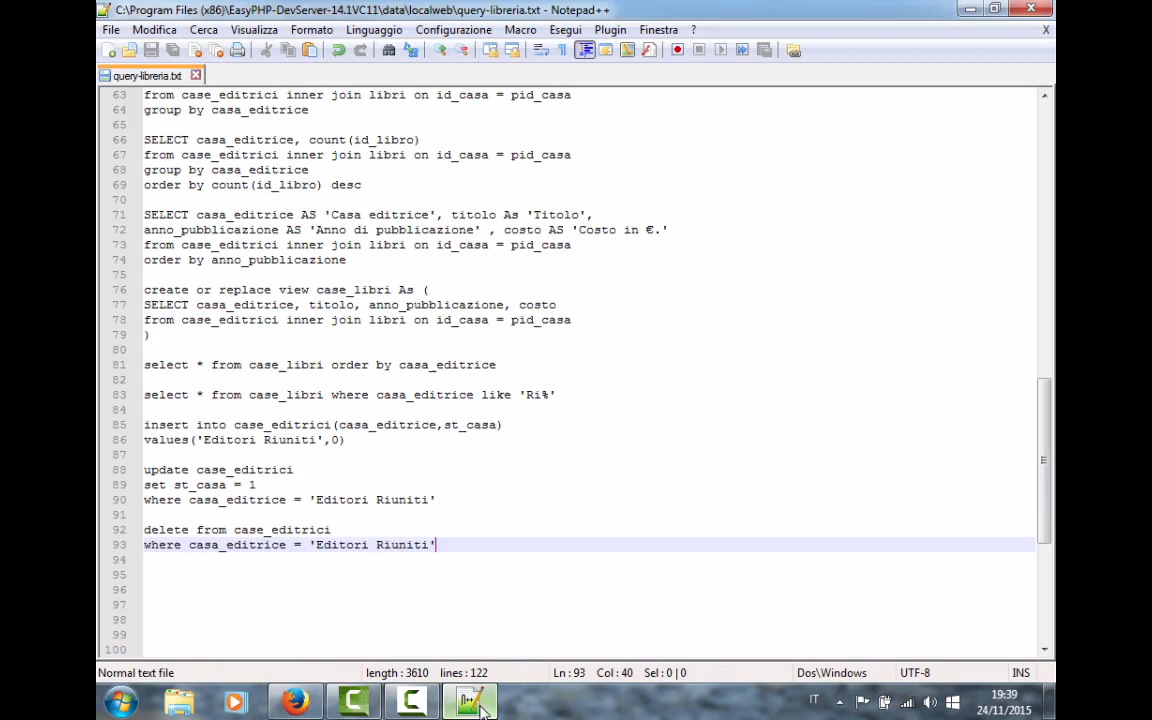 C:\Program Files (x86)\EasyPHP-DevServer-14.1VC11\data\localweb\query-libreria.txt - Notepad++
File Modifica Cerca Visualizza Formato Linguaggio Configurazione Macro Esegui Plugin Finestra ? X
query-libreria.txt
63 from case_editrici inner join libri on id_casa = pid_casa
64 group by casa_editrice
65
66 SELECT casa_editrice, count(id_libro)
67 from case_editrici inner join libri on id_casa = pid_casa
68 group by casa_editrice
69 order by count(id_libro) desc
70
71 SELECT casa_editrice AS 'Casa editrice', titolo As 'Titolo',
72 anno_pubblicazione AS 'Anno di pubblicazione' , costo AS 'Costo in €.'
73 from case_editrici inner join libri on id_casa = pid_casa
74 order by anno_pubblicazione
75
76 create or replace view case_libri As (
77 SELECT casa_editrice, titolo, anno_pubblicazione, costo
78 from case_editrici inner join libri on id_casa = pid_casa
79 )
80
81 select * from case_libri order by casa_editrice
82
83 select * from case_libri where casa_editrice like 'Ri%'
84
85 insert into case_editrici(casa_editrice,st_casa)
86 values('Editori Riuniti',0)
87
88 update case_editrici
89 set st_casa = 1
90 where casa_editrice = 'Editori Riuniti'
91
92 delete from case_editrici
93 where casa_editrice = 'Editori Riuniti'
94
95
96
97
98
99
100
Normal text file length : 3610 lines : 122 Ln : 93 Col : 40 Sel : 0 | 0 Dos\Windows UTF-8 INS
IT 19:39
24/11/2015